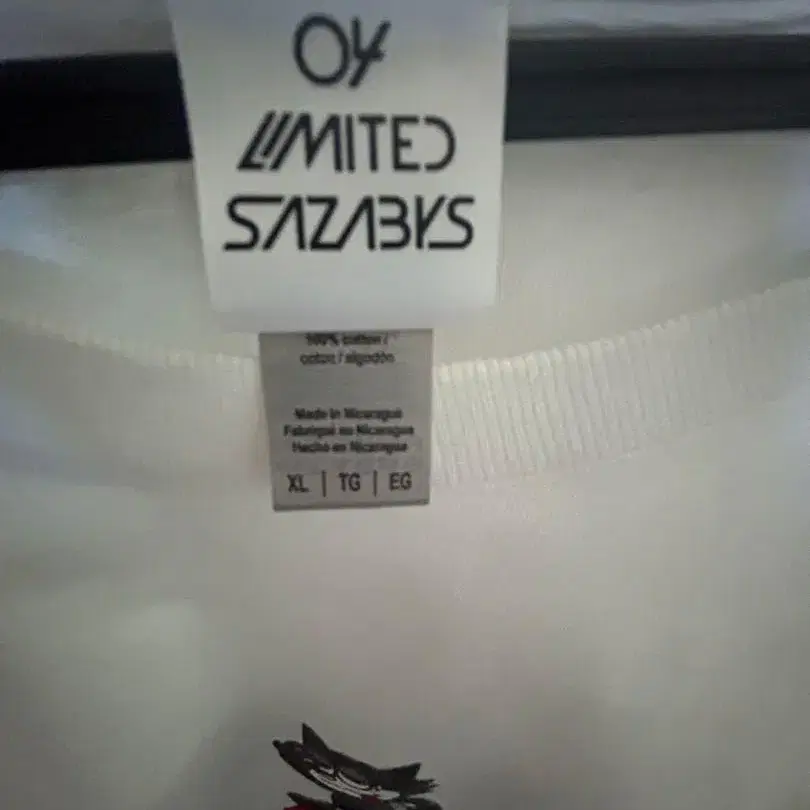 04
LIMITED
SAZABYS
100% cotton /
coton / algodón
Made in Nicaragua
Fabriqué au Nicaragua
Hecho en Nicaragua
XL | TG | EG